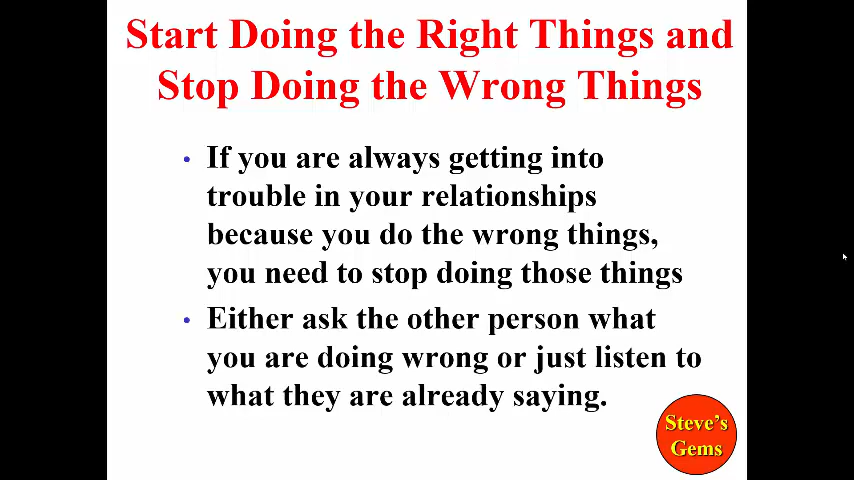 Start Doing the Right Things and
Stop Doing the Wrong Things
• If you are always getting into
trouble in your relationships
because you do the wrong things,
you need to stop doing those things
• Either ask the other person what
you are doing wrong or just listen to
what they are already saying.
Steve's
Gems